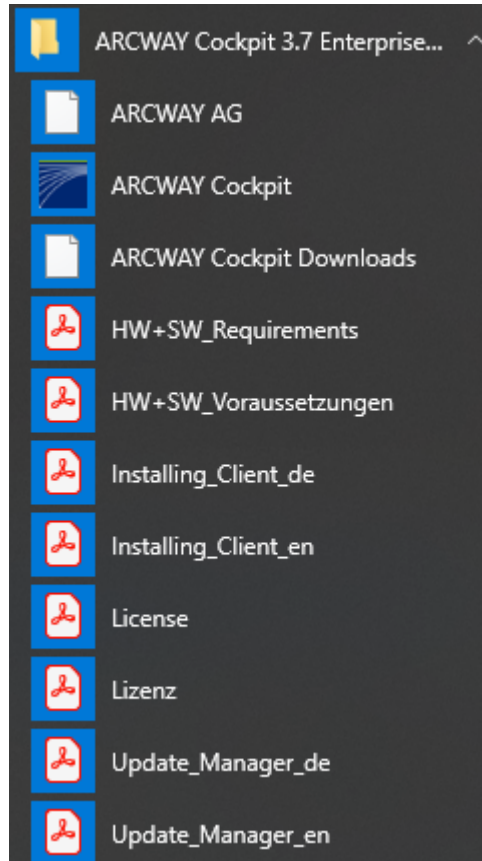 ARCWAY Cockpit 3.7 Enterprise...
ARCWAY AG
ARCWAY Cockpit
ARCWAY Cockpit Downloads
HW+SW_Requirements
HW+SW_Voraussetzungen
Installing_Client_de
Installing_Client_en
License
Lizenz
Update_Manager_de
Update_Manager_en